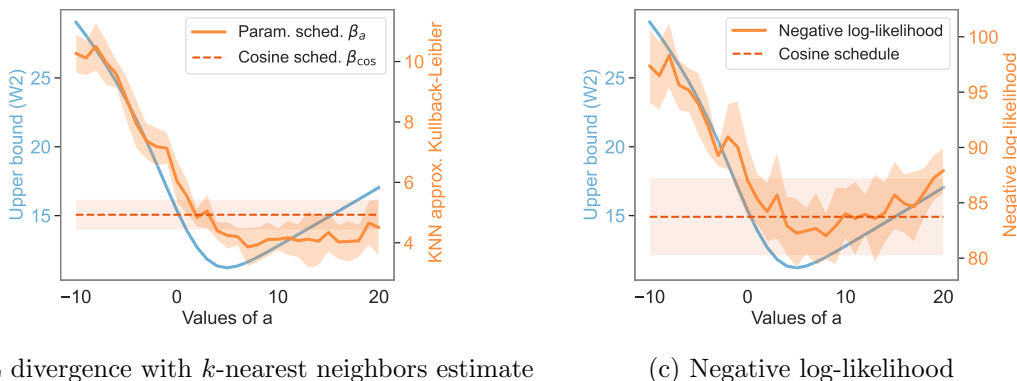 Param. sched. βa
Cosine sched. βcos
Upper bound (W2)
25
20
15
KNN approx. Kullback-Leibler
10
8
6
4
−10
0
10
20
Values of a
divergence with k-nearest neighbors estimate
Negative log-likelihood
Cosine schedule
Upper bound (W2)
25
20
15
Negative log-likelihood
100
95
90
85
80
−10
0
10
20
Values of a
(c) Negative log-likelihood